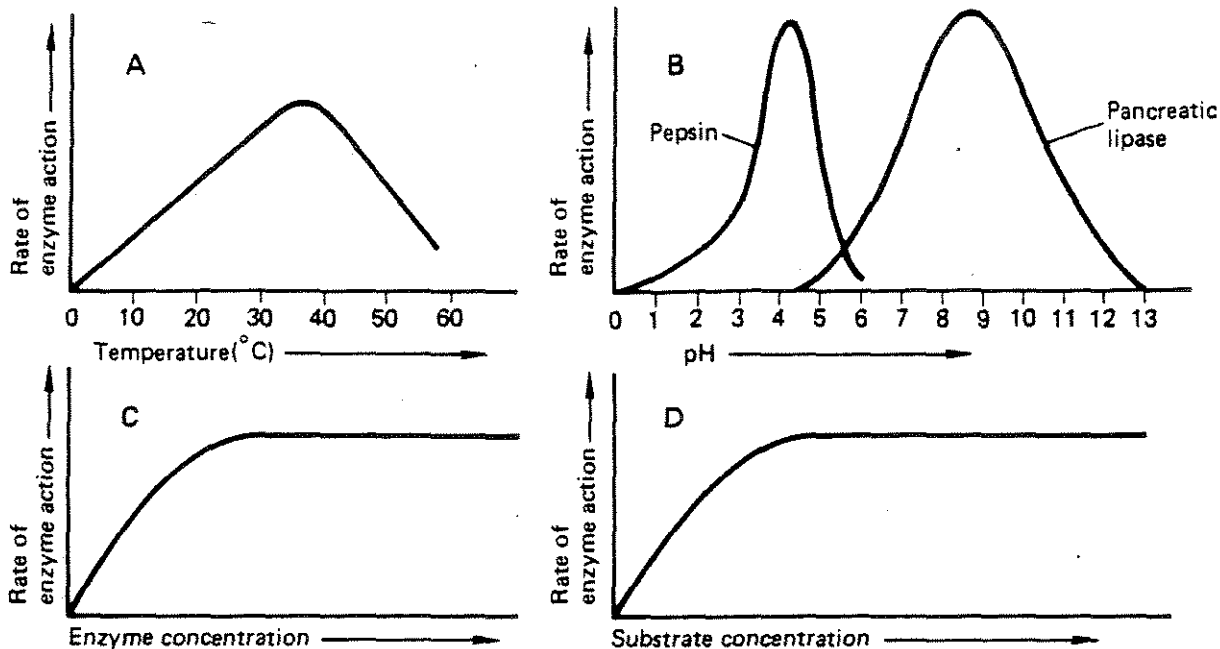 A
Rate of
enzyme action
0 10 20 30 40 50 60
Temperature(°C)
B
Pepsin
Pancreatic
lipase
Rate of
enzyme action
0 1 2 3 4 5 6 7 8 9 10 11 12 13
pH
C
Rate of
enzyme action
Enzyme concentration
D
Rate of
enzyme action
Substrate concentration